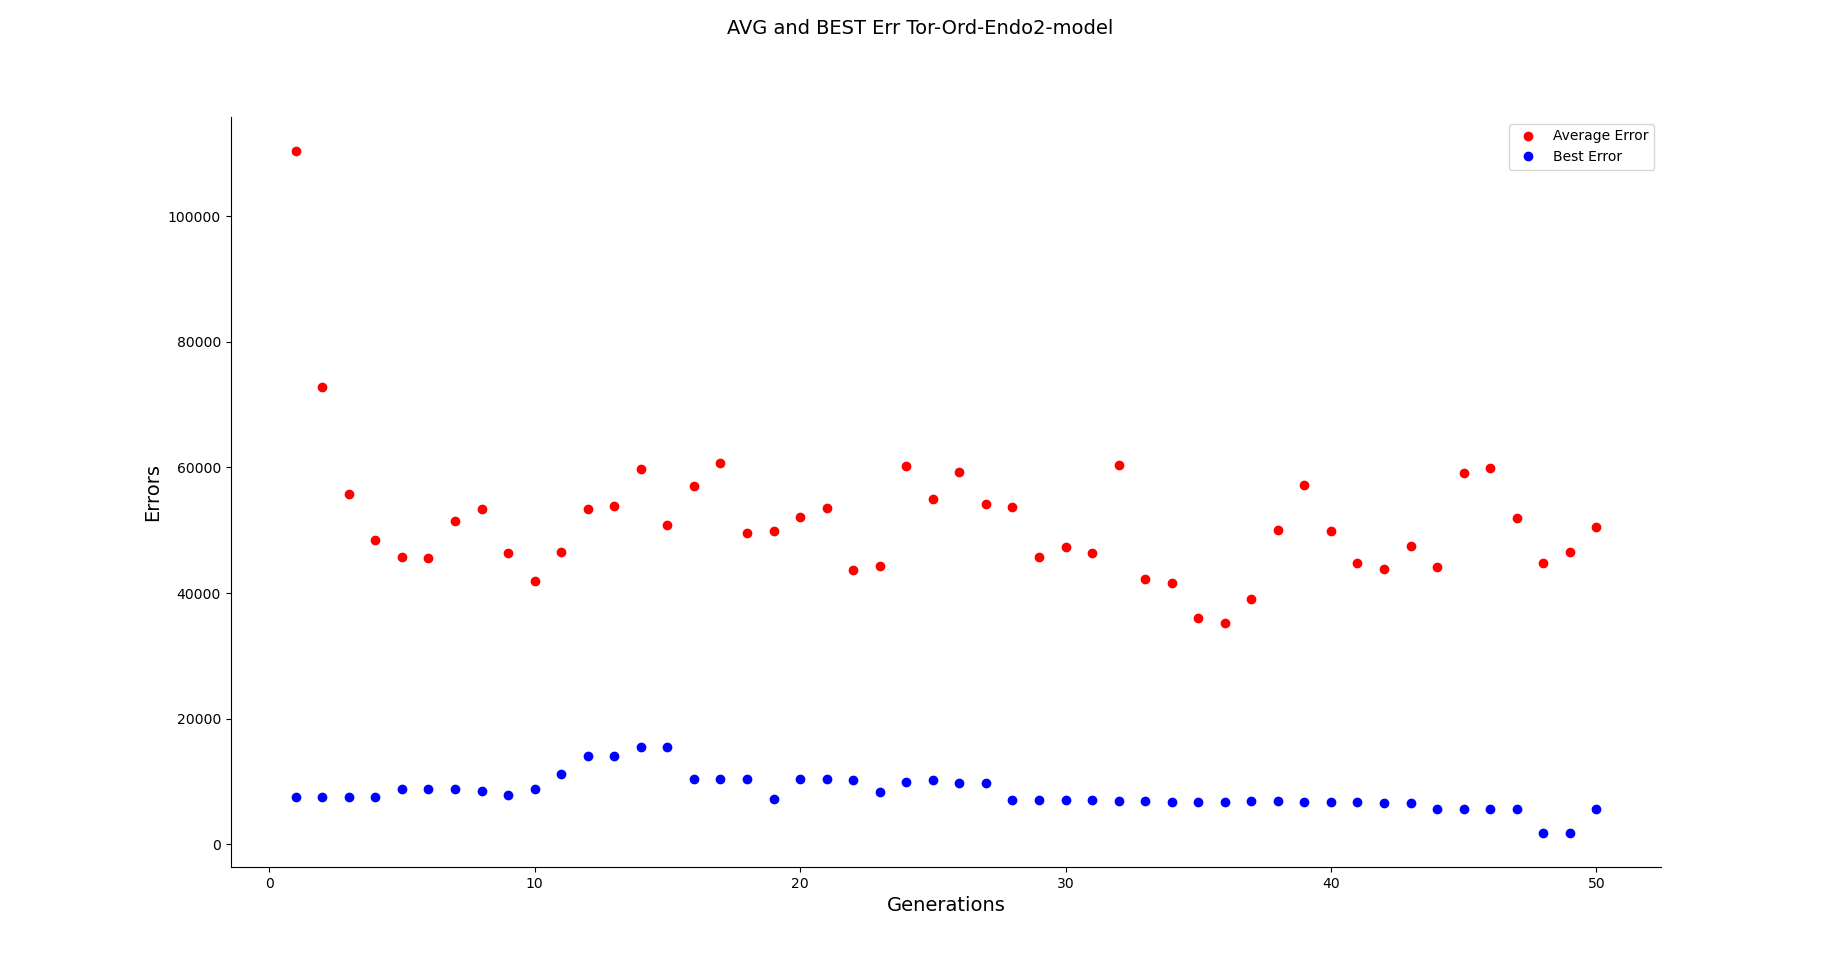 AVG and BEST Err Tor-Ord-Endo2-model
Average Error
Best Error
100000
80000
60000
40000
20000
0
Errors
0 10 20 30 40 50
Generations